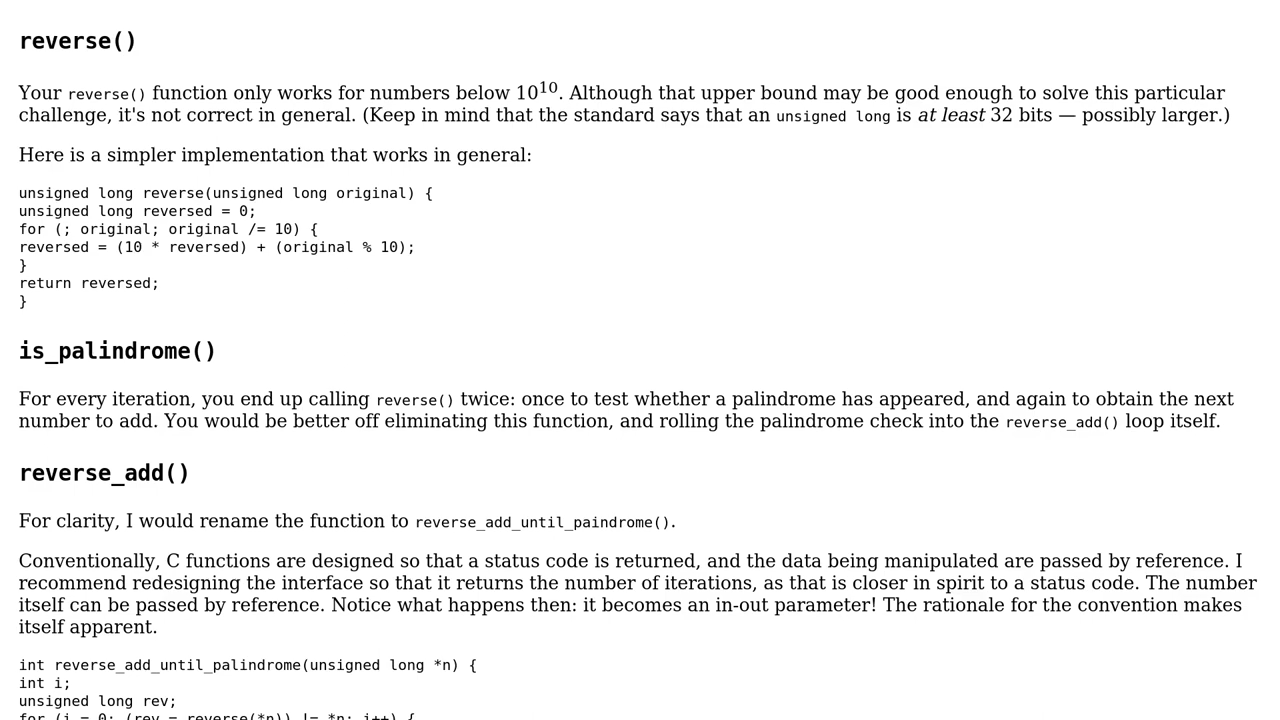 reverse()
Your reverse() function only works for numbers below 10^10. Although that upper bound may be good enough to solve this particular
challenge, it's not correct in general. (Keep in mind that the standard says that an unsigned long is at least 32 bits — possibly larger.)
Here is a simpler implementation that works in general:
unsigned long reverse(unsigned long original) {
unsigned long reversed = 0;
for (; original; original /= 10) {
reversed = (10 * reversed) + (original % 10);
}
return reversed;
}
is_palindrome()
For every iteration, you end up calling reverse() twice: once to test whether a palindrome has appeared, and again to obtain the next
number to add. You would be better off eliminating this function, and rolling the palindrome check into the reverse_add() loop itself.
reverse_add()
For clarity, I would rename the function to reverse_add_until_paindrome().
Conventionally, C functions are designed so that a status code is returned, and the data being manipulated are passed by reference. I
recommend redesigning the interface so that it returns the number of iterations, as that is closer in spirit to a status code. The number
itself can be passed by reference. Notice what happens then: it becomes an in-out parameter! The rationale for the convention makes
itself apparent.
int reverse_add_until_palindrome(unsigned long *n) {
int i;
unsigned long rev;
for (i = 0; (rev = reverse(*n)) != *n; i++) {